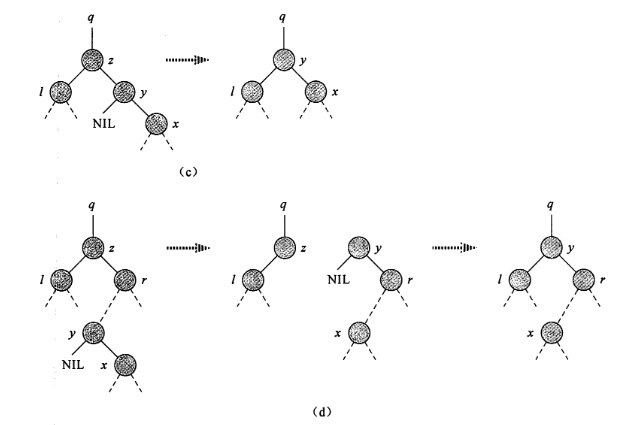 q q
z y
l y l x
NIL x
(c)
q q
z z y y
l r l NIL r l r
y x x
NIL x
(d)